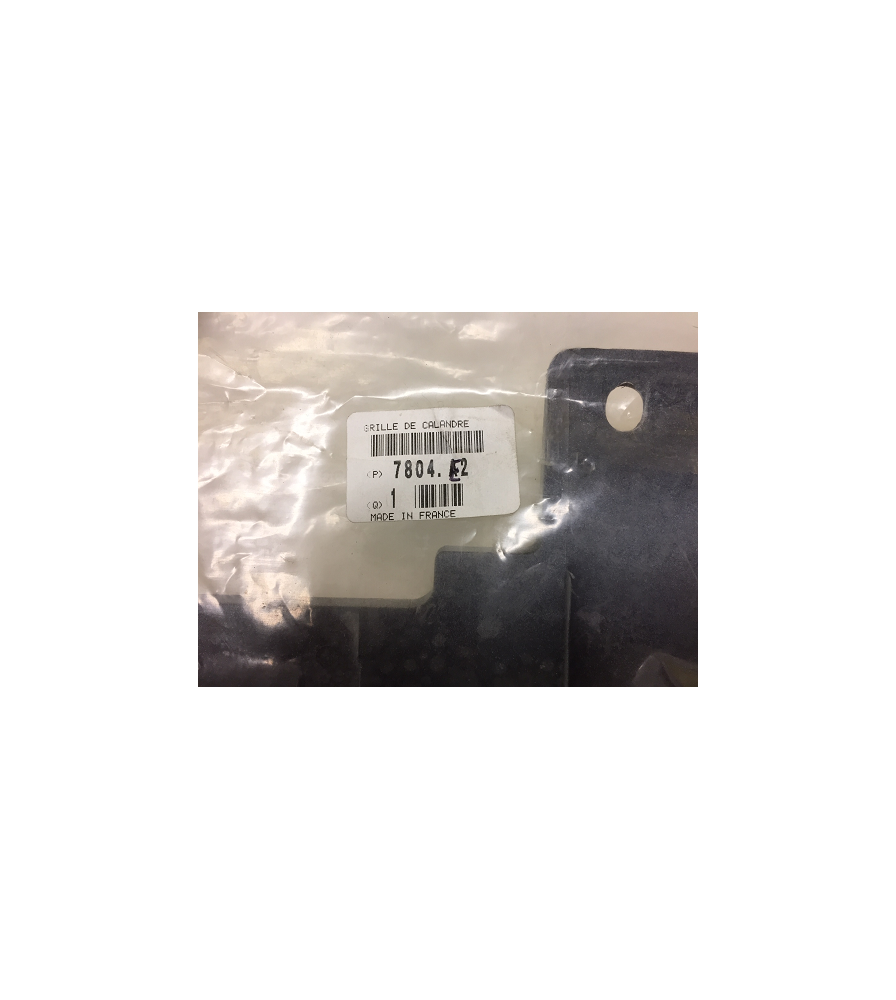 GRILLE DE CALANDRE
(P) 7804.E2
(Q) 1
MADE IN FRANCE